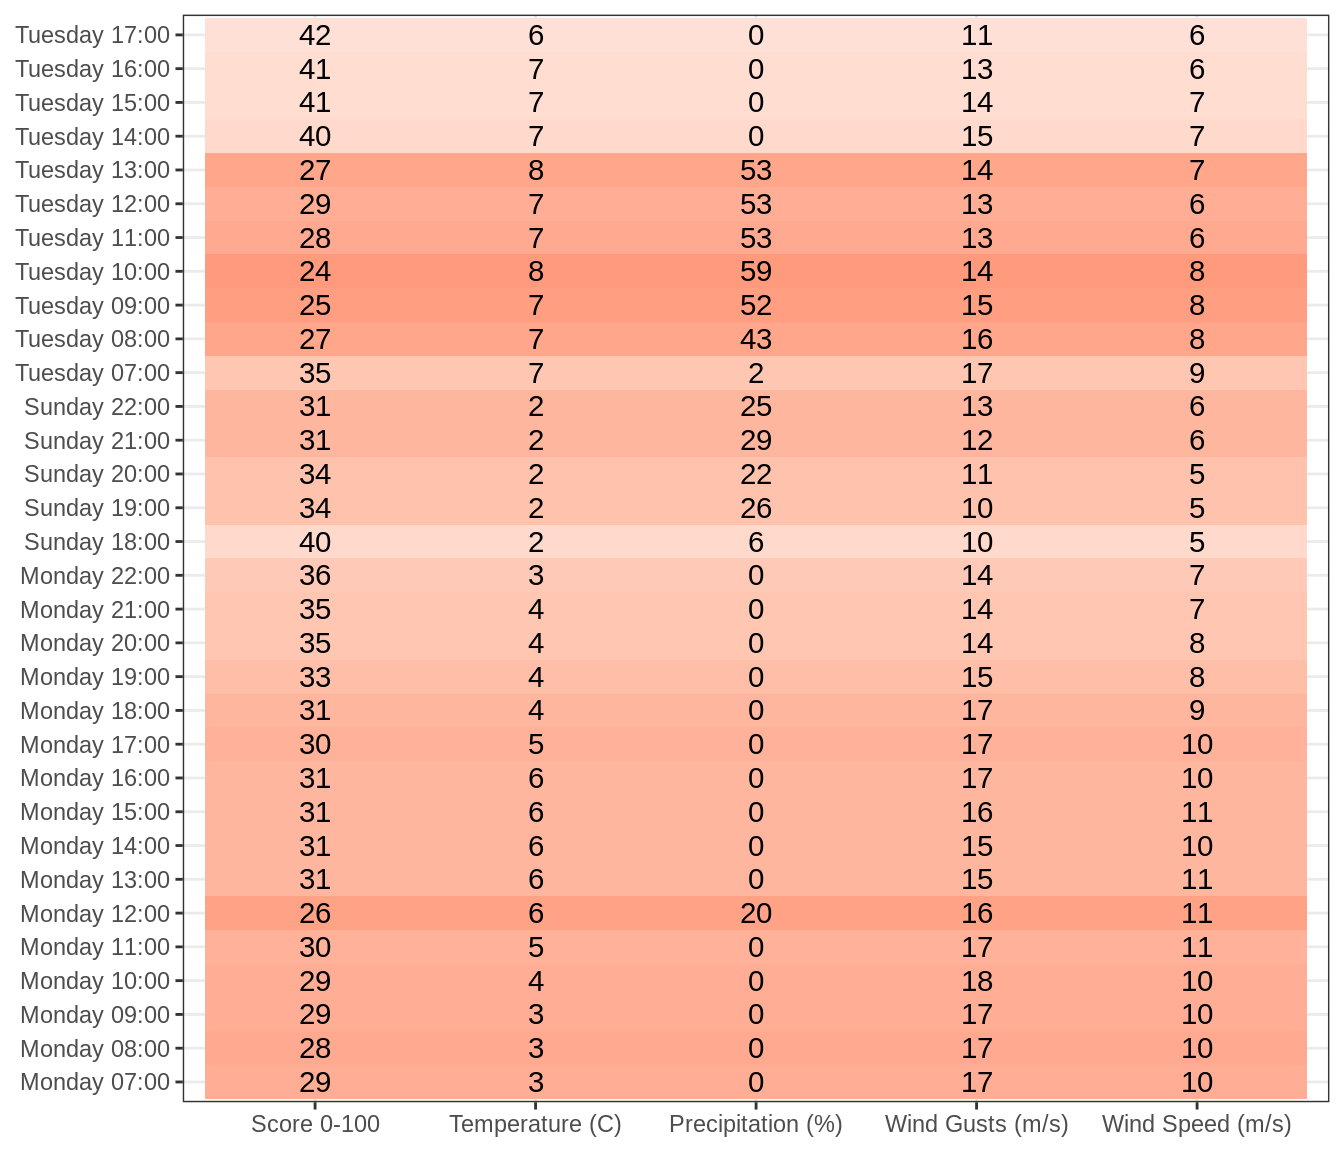 Tuesday 17:00 42 6 0 11 6
Tuesday 16:00 41 7 0 13 6
Tuesday 15:00 41 7 0 14 7
Tuesday 14:00 40 7 0 15 7
Tuesday 13:00 27 8 53 14 7
Tuesday 12:00 29 7 53 13 6
Tuesday 11:00 28 7 53 13 6
Tuesday 10:00 24 8 59 14 8
Tuesday 09:00 25 7 52 15 8
Tuesday 08:00 27 7 43 16 8
Tuesday 07:00 35 7 2 17 9
Sunday 22:00 31 2 25 13 6
Sunday 21:00 31 2 29 12 6
Sunday 20:00 34 2 22 11 5
Sunday 19:00 34 2 26 10 5
Sunday 18:00 40 2 6 10 5
Monday 22:00 36 3 0 14 7
Monday 21:00 35 4 0 14 7
Monday 20:00 35 4 0 14 8
Monday 19:00 33 4 0 15 8
Monday 18:00 31 4 0 17 9
Monday 17:00 30 5 0 17 10
Monday 16:00 31 6 0 17 10
Monday 15:00 31 6 0 16 11
Monday 14:00 31 6 0 15 10
Monday 13:00 31 6 0 15 11
Monday 12:00 26 6 20 16 11
Monday 11:00 30 5 0 17 11
Monday 10:00 29 4 0 18 10
Monday 09:00 29 3 0 17 10
Monday 08:00 28 3 0 17 10
Monday 07:00 29 3 0 17 10
Score 0-100 Temperature (C) Precipitation (%) Wind Gusts (m/s) Wind Speed (m/s)